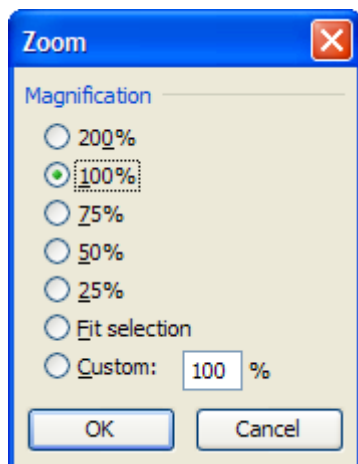 Zoom
Magnification
200%
100%
75%
50%
25%
Fit selection
Custom: 100 %
OK Cancel